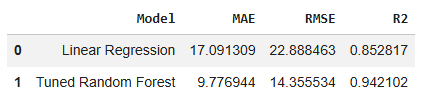 Model MAE RMSE R2
0 Linear Regression 17.091309 22.888463 0.852817
1 Tuned Random Forest 9.776944 14.355534 0.942102